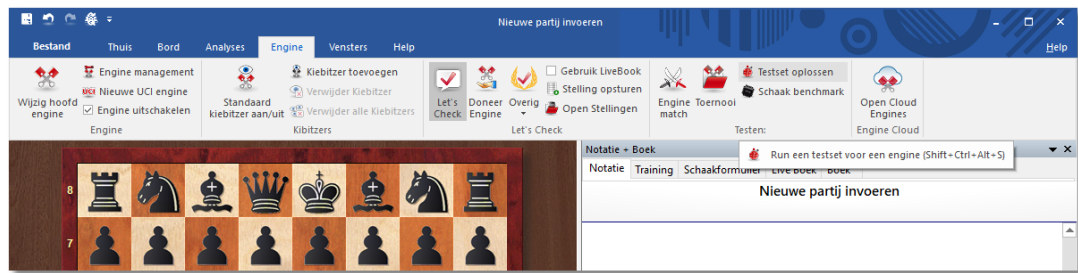 Nieuwe partij invoeren
Bestand Thuis Bord Analyses Engine Vensters Help Help
Engine management Kiebitzer toevoegen Gebruik LiveBook Testset oplossen
UCI Nieuwe UCI engine Verwijder Kiebitzer Stelling opsturen Schaak benchmark
Wijzig hoofd engine Engine uitschakelen Standaard kiebitzer aan/uit Verwijder alle Kiebitzers Let's Check Doneer Engine Overig Open Stellingen Engine match Toernooi Open Cloud Engines
Engine Kibitzers Let's Check Testen: Engine Cloud
Notatie + Boek
Run een testset voor een engine (Shift+Ctrl+Alt+S)
Notatie Training Schaakformulier Live Boek Boek
Nieuwe partij invoeren
8
7